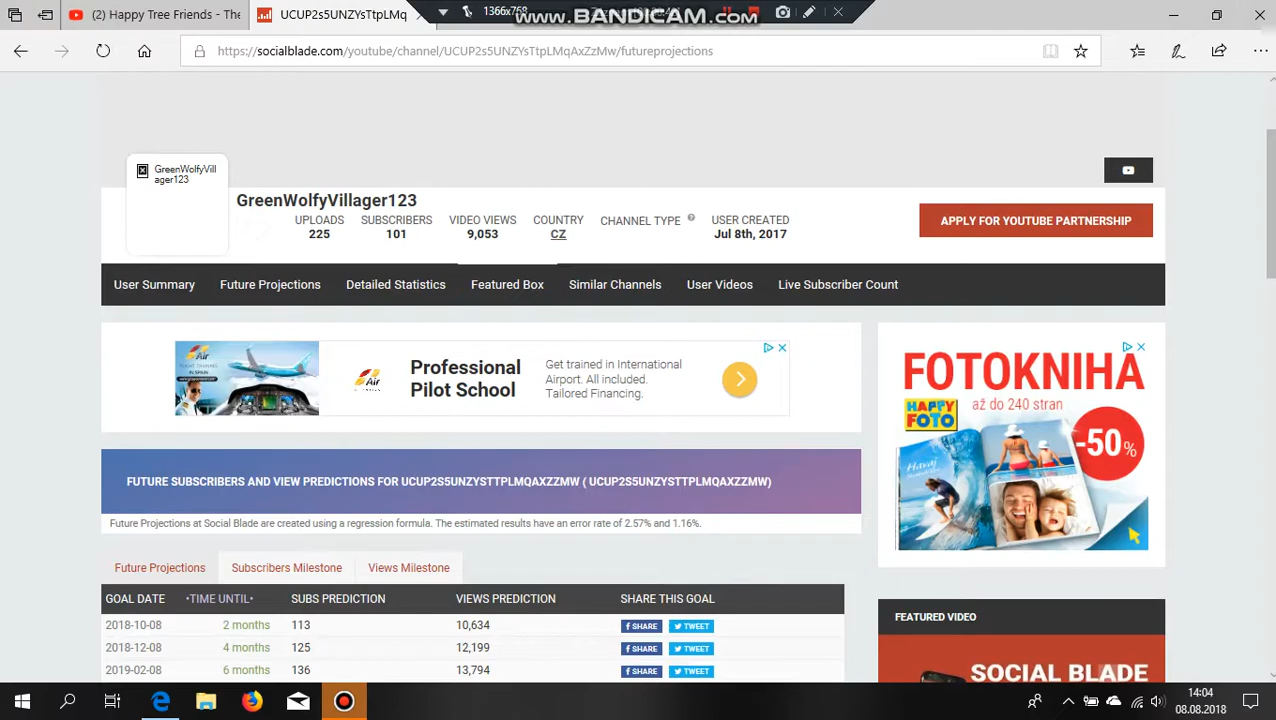 (2) Happy Tree Friends - The
UCUP2s5UNZYsTtpLMq
1366x768
www.BANDICAM.com
https://socialblade.com/youtube/channel/UCUP2s5UNZYsTtpLMqAxZzMw/futureprojections
GreenWolfyVill
ager123
GreenWolfyVillager123
UPLOADS SUBSCRIBERS VIDEO VIEWS COUNTRY CHANNEL TYPE USER CREATED
225 101 9,053 CZ Jul 8th, 2017
APPLY FOR YOUTUBE PARTNERSHIP
User Summary Future Projections Detailed Statistics Featured Box Similar Channels User Videos Live Subscriber Count
Air
Professional
Pilot School
Get trained in International
Airport. All included.
Tailored Financing.
FOTOKNIHA
až do 240 stran
HAPPY
FOTO
-50%
FUTURE SUBSCRIBERS AND VIEW PREDICTIONS FOR UCUP2S5UNZYSTTPLMQAXZZMW ( UCUP2S5UNZYSTTPLMQAXZZMW)
Future Projections at Social Blade are created using a regression formula. The estimated results have an error rate of 2.57% and 1.16%.
Future Projections Subscribers Milestone Views Milestone
GOAL DATE •TIME UNTIL• SUBS PREDICTION VIEWS PREDICTION SHARE THIS GOAL
2018-10-08 2 months 113 10,634 SHARE TWEET
2018-12-08 4 months 125 12,199 SHARE TWEET
2019-02-08 6 months 136 13,794 SHARE TWEET
FEATURED VIDEO
SOCIAL BLADE
14:04
08.08.2018